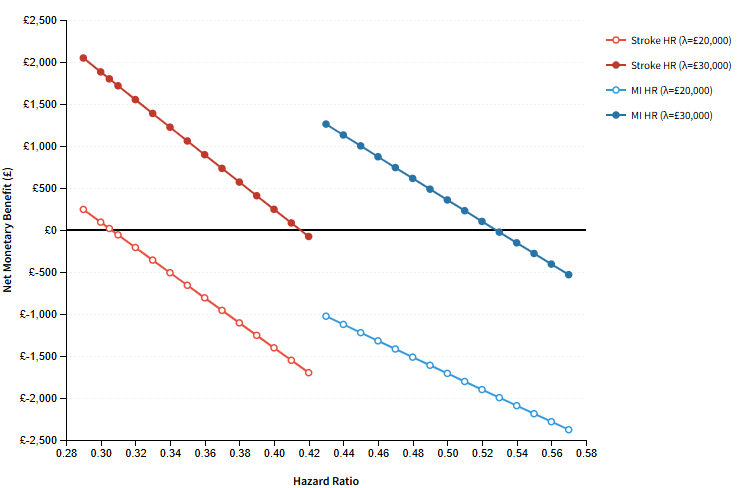 £2,500
£2,000
£1,500
£1,000
£500
£0
£-500
£-1,000
£-1,500
£-2,000
£-2,500
Net Monetary Benefit (£)
0.28 0.30 0.32 0.34 0.36 0.38 0.40 0.42 0.44 0.46 0.48 0.50 0.52 0.54 0.56 0.58
Hazard Ratio
Stroke HR (λ=£20,000)
Stroke HR (λ=£30,000)
MI HR (λ=£20,000)
MI HR (λ=£30,000)